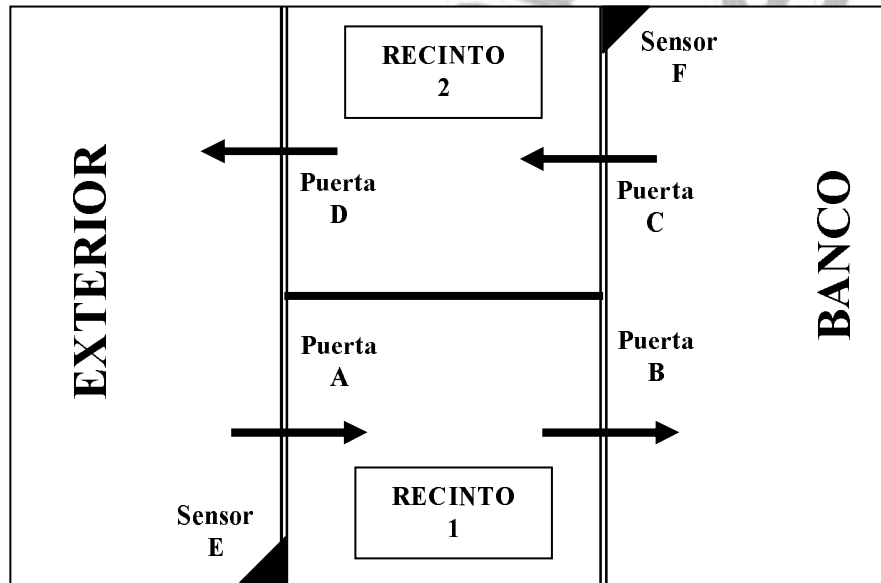 RECINTO
2
Sensor
F
EXTERIOR
Puerta
D
Puerta
C
BANCO
Puerta
A
Puerta
B
Sensor
E
RECINTO
1